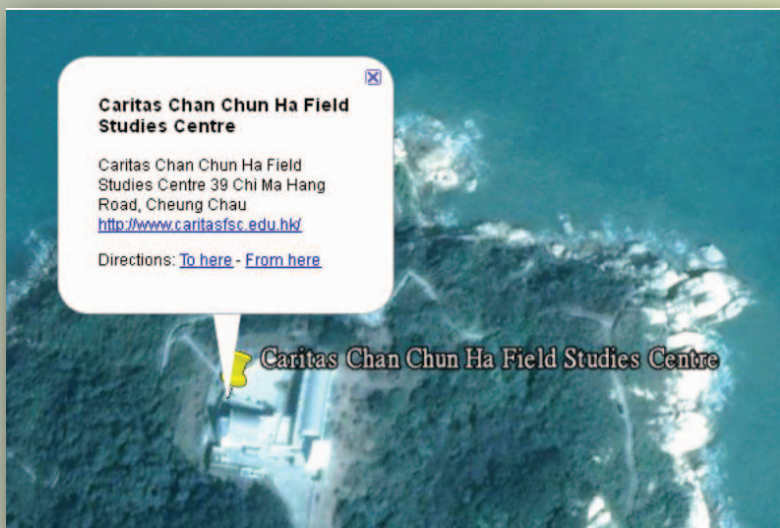 Caritas Chan Chun Ha Field
Studies Centre
Caritas Chan Chun Ha Field
Studies Centre 39 Chi Ma Hang
Road, Cheung Chau
http://www.caritasfsc.edu.hk/
Directions: To here - From here
Caritas Chan Chun Ha Field Studies Centre